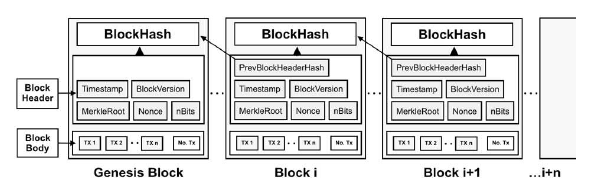 BlockHash BlockHash BlockHash
PrevBlockHeaderHash PrevBlockHeaderHash
Block Header
Timestamp BlockVersion ... Timestamp BlockVersion ... Timestamp BlockVersion ...
MerkleRoot Nonce nBits MerkleRoot Nonce nBits MerkleRoot Nonce nBits
Block Body
TX 1 TX 2 ·· TX n No. Tx TX 1 TX 2 ·· TX n No. Tx TX 1 TX 2 ·· TX n No. Tx
Genesis Block Block i Block i+1 ...i+n